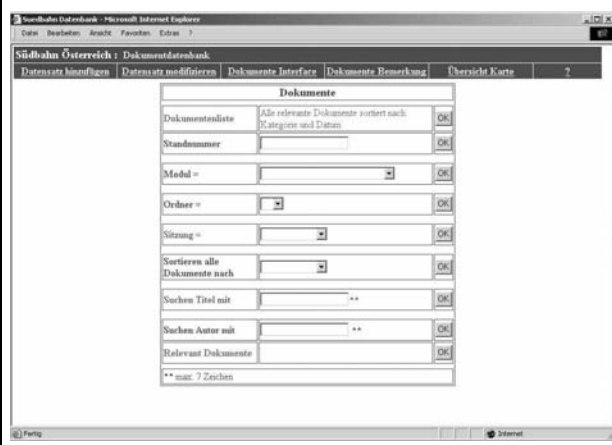 Suedbahn Datenbank - Microsoft Internet Explorer
Datei Bearbeiten Ansicht Favoriten Extras ?
Südbahn Österreich : Dokumentdatenbank
Datensatz hinzufügen Datensatz modifizieren Dokumente Interface Dokumente Bemerkung Übersicht Karte ?
Dokumente
Dokumentenliste Alle relevante Dokumente sortiert nach OK
Kategorie und Datum
Standnummer OK
Modul = OK
Ordner = OK
Sitzung = OK
Sortieren alle OK
Dokumente nach
Suchen Titel mit ** OK
Suchen Autor mit ** OK
Relevant Dokumente OK
** max. 7 Zeichen
Fertig Internet